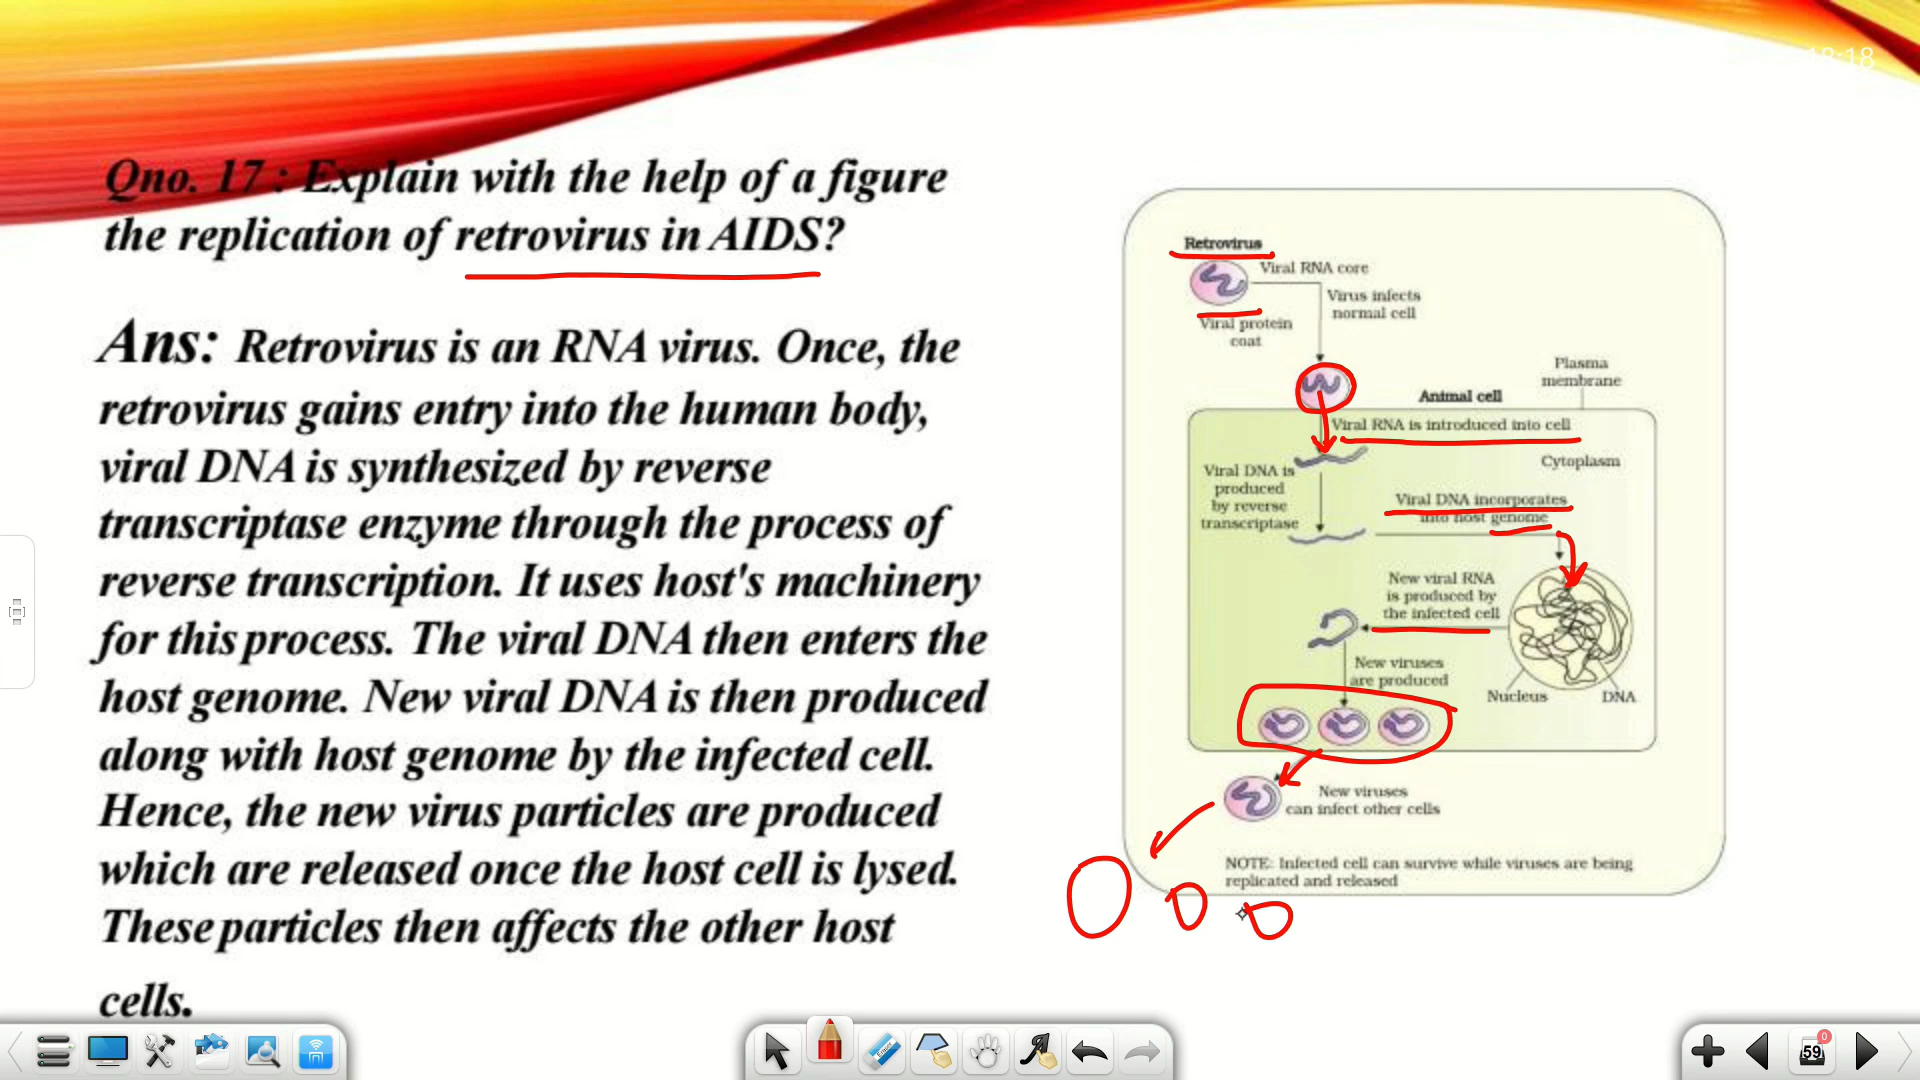 18:18
Qno. 17 : Explain with the help of a figure
the replication of retrovirus in AIDS?
Ans: Retrovirus is an RNA virus. Once, the
retrovirus gains entry into the human body,
viral DNA is synthesized by reverse
transcriptase enzyme through the process of
reverse transcription. It uses host's machinery
for this process. The viral DNA then enters the
host genome. New viral DNA is then produced
along with host genome by the infected cell.
Hence, the new virus particles are produced
which are released once the host cell is lysed.
These particles then affects the other host
cells.
Retrovirus
Viral RNA core
Virus infects
normal cell
Viral protein
coat
Plasma
membrane
Animal cell
Viral RNA is introduced into cell
Cytoplasm
Viral DNA is
produced
by reverse
transcriptase
Viral DNA incorporates
into host genome
New viral RNA
is produced by
the infected cell
New viruses
are produced
Nucleus
DNA
New viruses
can infect other cells
NOTE: Infected cell can survive while viruses are being
replicated and released
Eraser
59
0